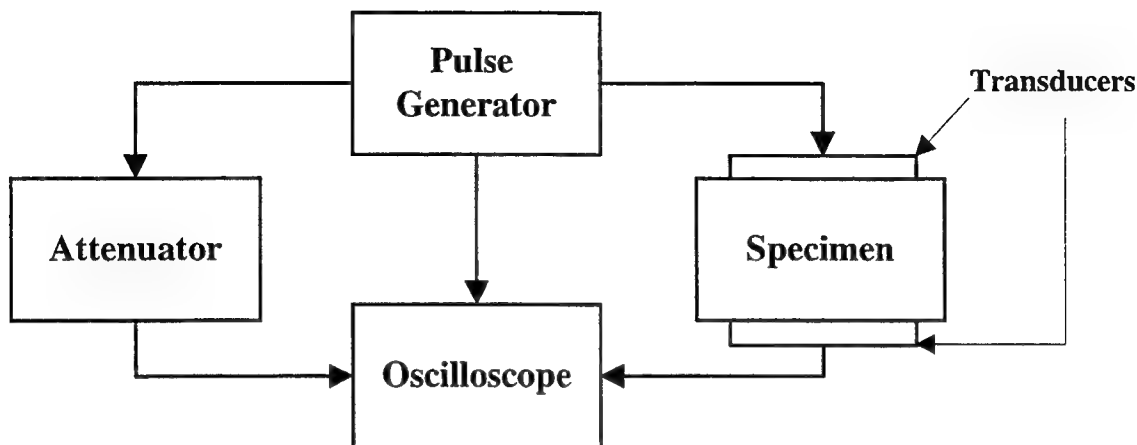 Pulse
Generator
Transducers
Attenuator
Specimen
Oscilloscope